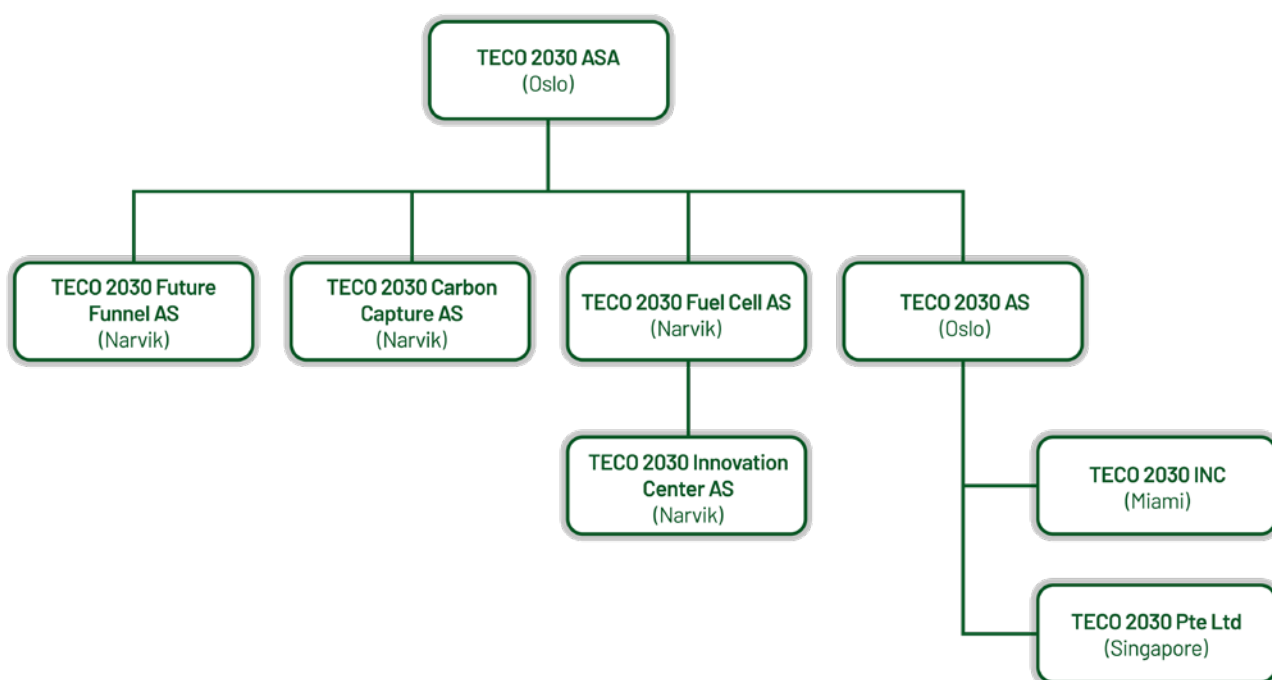 TECO 2030 ASA
(Oslo)
TECO 2030 Future
Funnel AS
(Narvik)
TECO 2030 Carbon
Capture AS
(Narvik)
TECO 2030 Fuel Cell AS
(Narvik)
TECO 2030 AS
(Oslo)
TECO 2030 Innovation
Center AS
(Narvik)
TECO 2030 INC
(Miami)
TECO 2030 Pte Ltd
(Singapore)